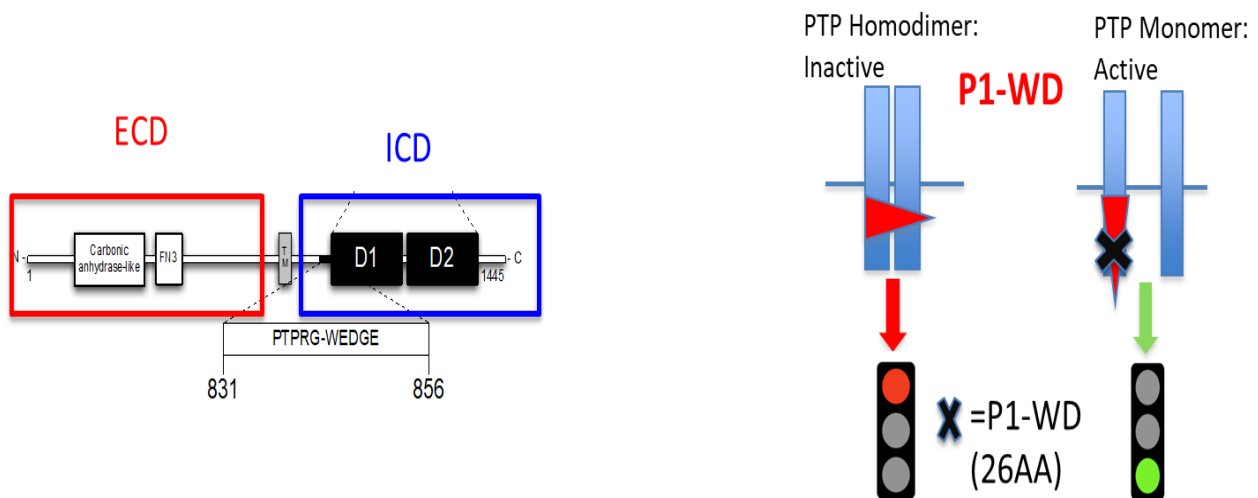 ECD
ICD
N -
Carbonic
anhydrase-like
FN3
TM
D1
D2
- C
1
1445
PTPRG-WEDGE
831
856
PTP Homodimer:
Inactive
PTP Monomer:
Active
P1-WD
=P1-WD
(26AA)